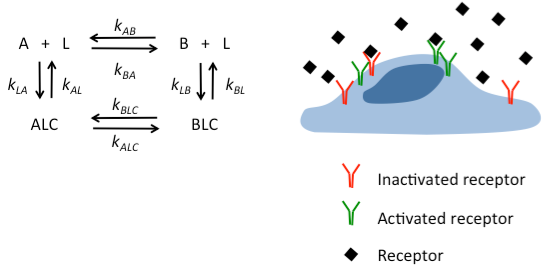 k_AB
A + L B + L
k_BA
k_LA k_AL k_LB k_BL
k_BLC
ALC BLC
k_ALC
Inactivated receptor
Activated receptor
Receptor